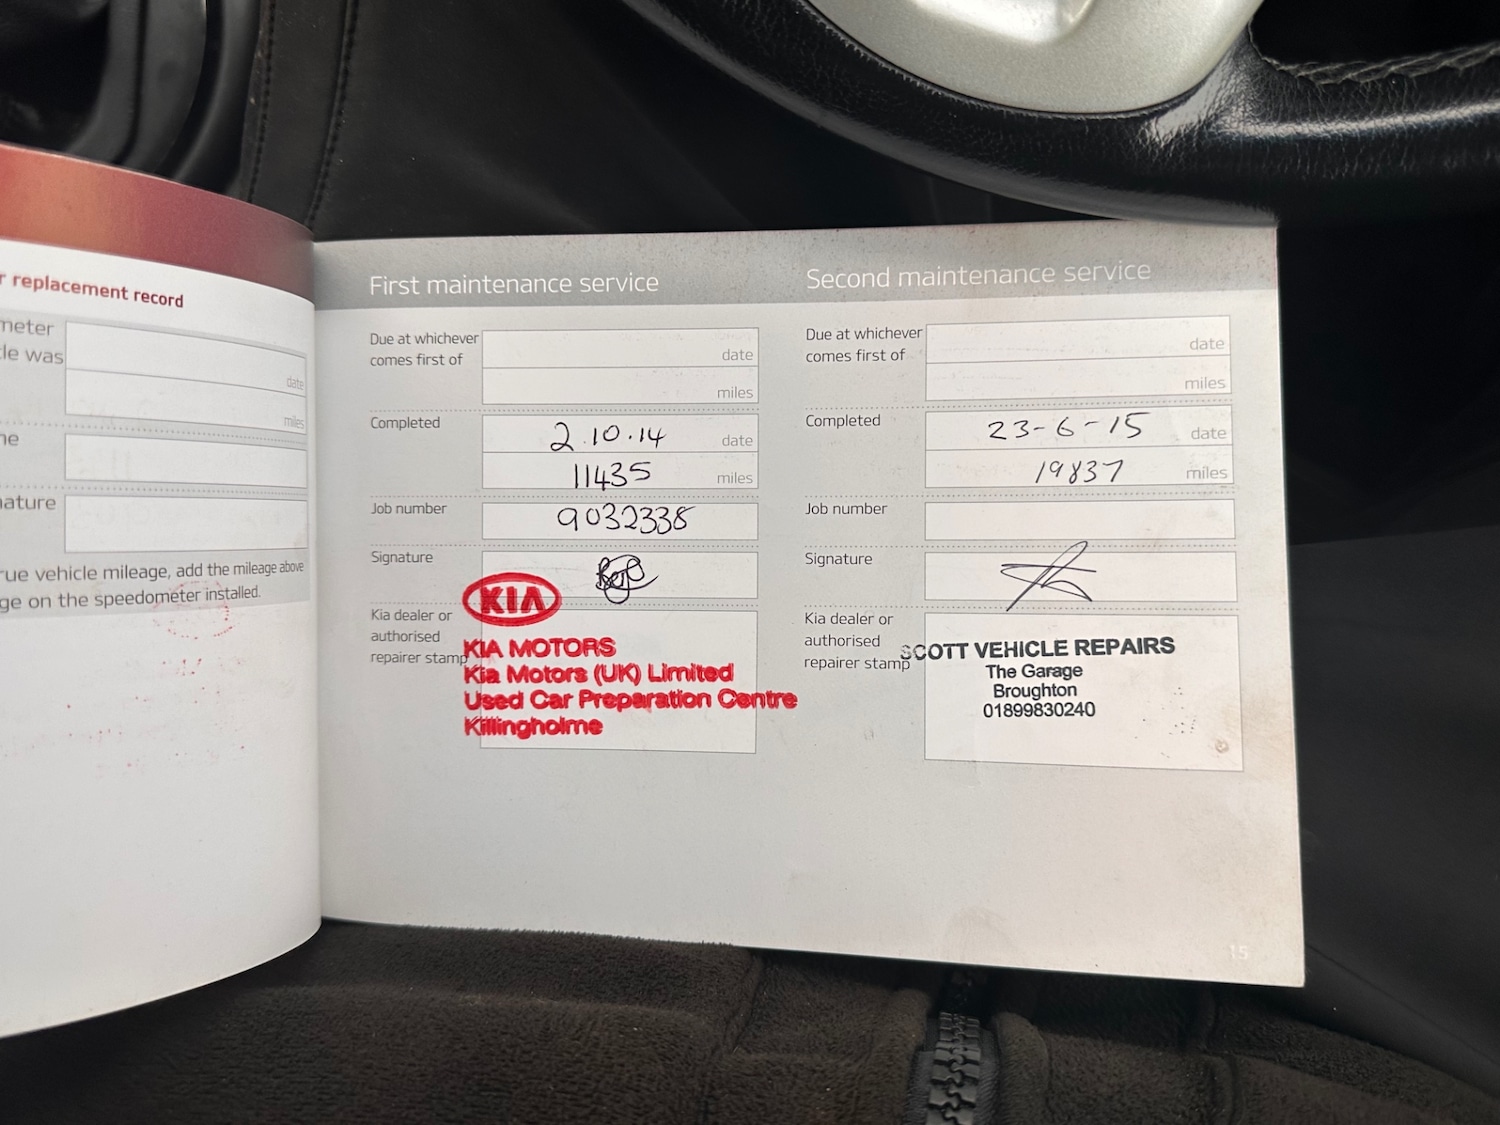 r replacement record
meter
le was
date
miles
ne
nature
rue vehicle mileage, add the mileage above
ge on the speedometer installed.
First maintenance service
Due at whichever
comes first of
date
miles
Completed
2.10.14 date
11435 miles
Job number
9032338
Signature
Kia dealer or
authorised
repairer stamp
KIA
KIA MOTORS
Kia Motors (UK) Limited
Used Car Preparation Centre
Killingholme
Second maintenance service
Due at whichever
comes first of
date
miles
Completed
23-6-15 date
19837 miles
Job number
Signature
Kia dealer or
authorised
repairer stamp
SCOTT VEHICLE REPAIRS
The Garage
Broughton
01899830240
15